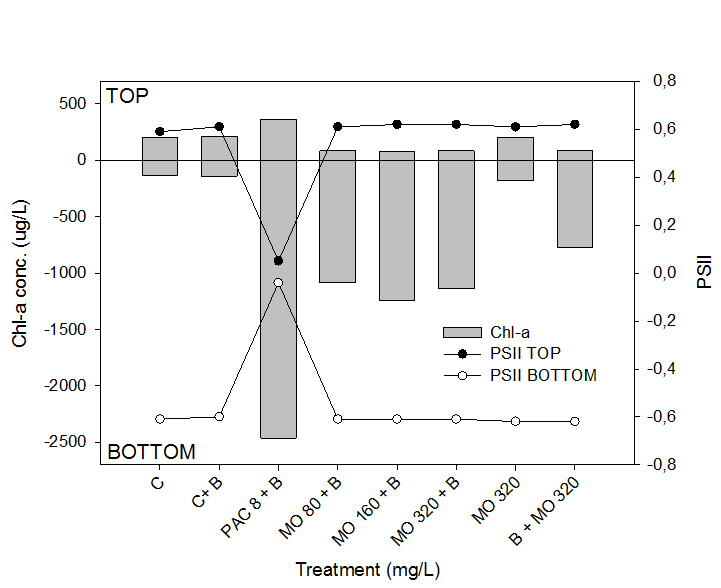 TOP
500
0
-500
-1000
-1500
-2000
-2500
Chl-a conc. (ug/L)
0,8
0,6
0,4
0,2
0,0
-0,2
-0,4
-0,6
-0,8
PSII
Chl-a
PSII TOP
PSII BOTTOM
BOTTOM
C
C+ B
PAC 8 + B
MO 80 + B
MO 160 + B
MO 320 + B
MO 320
B + MO 320
Treatment (mg/L)